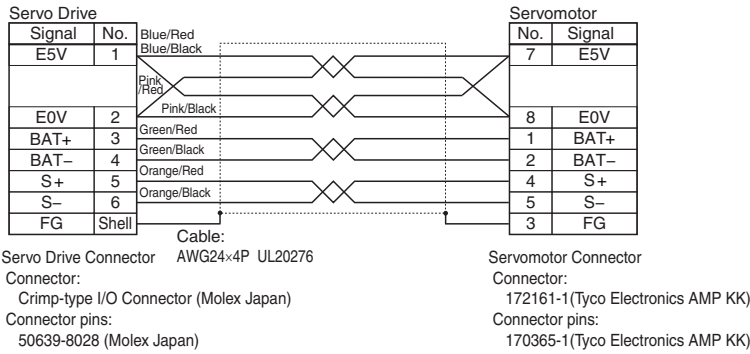 Servo Drive
Servomotor
Signal No.
No. Signal
Blue/Red
Blue/Black
E5V 1
7 E5V
Pink
/Red
Pink/Black
E0V 2
8 E0V
Green/Red
BAT+ 3
1 BAT+
Green/Black
BAT− 4
2 BAT−
Orange/Red
S+ 5
4 S+
Orange/Black
S− 6
5 S−
FG Shell
3 FG
Cable:
AWG24×4P UL20276
Servo Drive Connector
Connector:
Crimp-type I/O Connector (Molex Japan)
Connector pins:
50639-8028 (Molex Japan)
Servomotor Connector
Connector:
172161-1(Tyco Electronics AMP KK)
Connector pins:
170365-1(Tyco Electronics AMP KK)